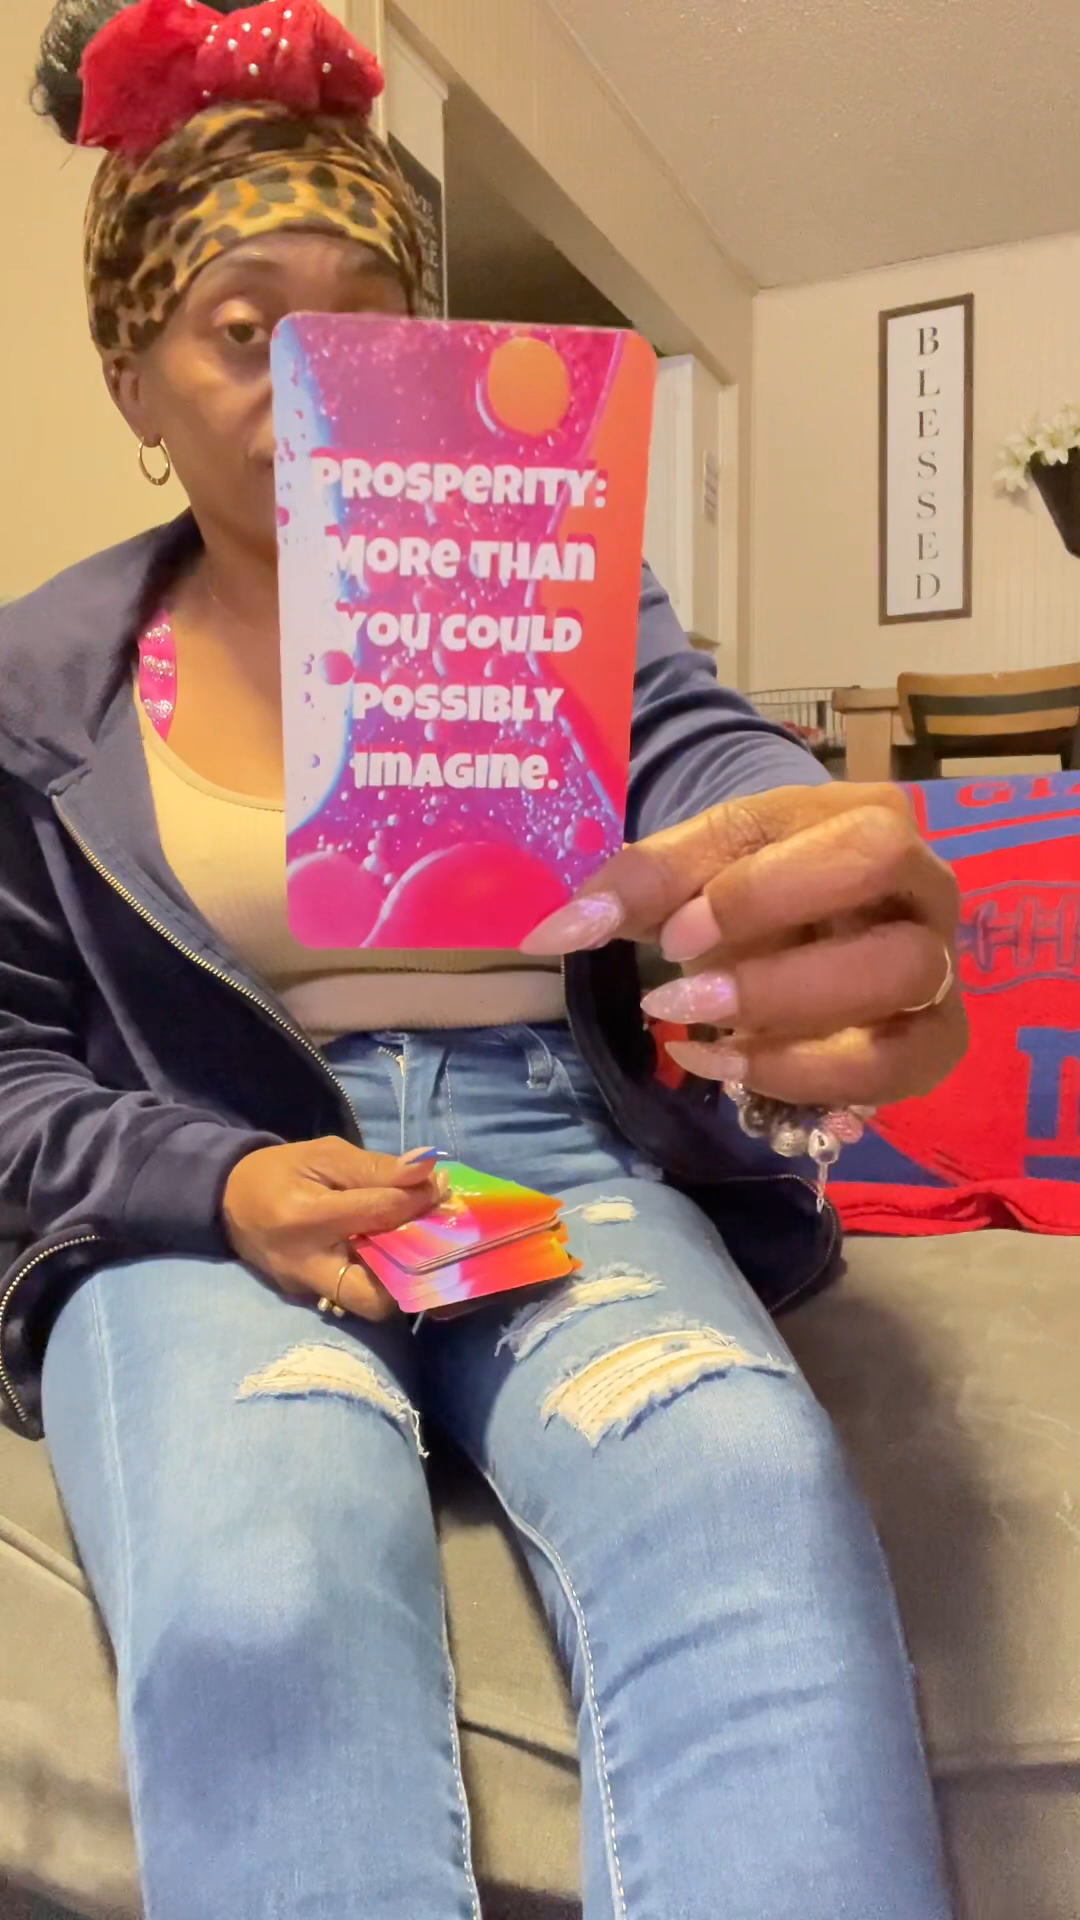 PROSPERITY:
MORE THAN
YOU COULD
POSSIBLY
IMAGINE.
BLESSED